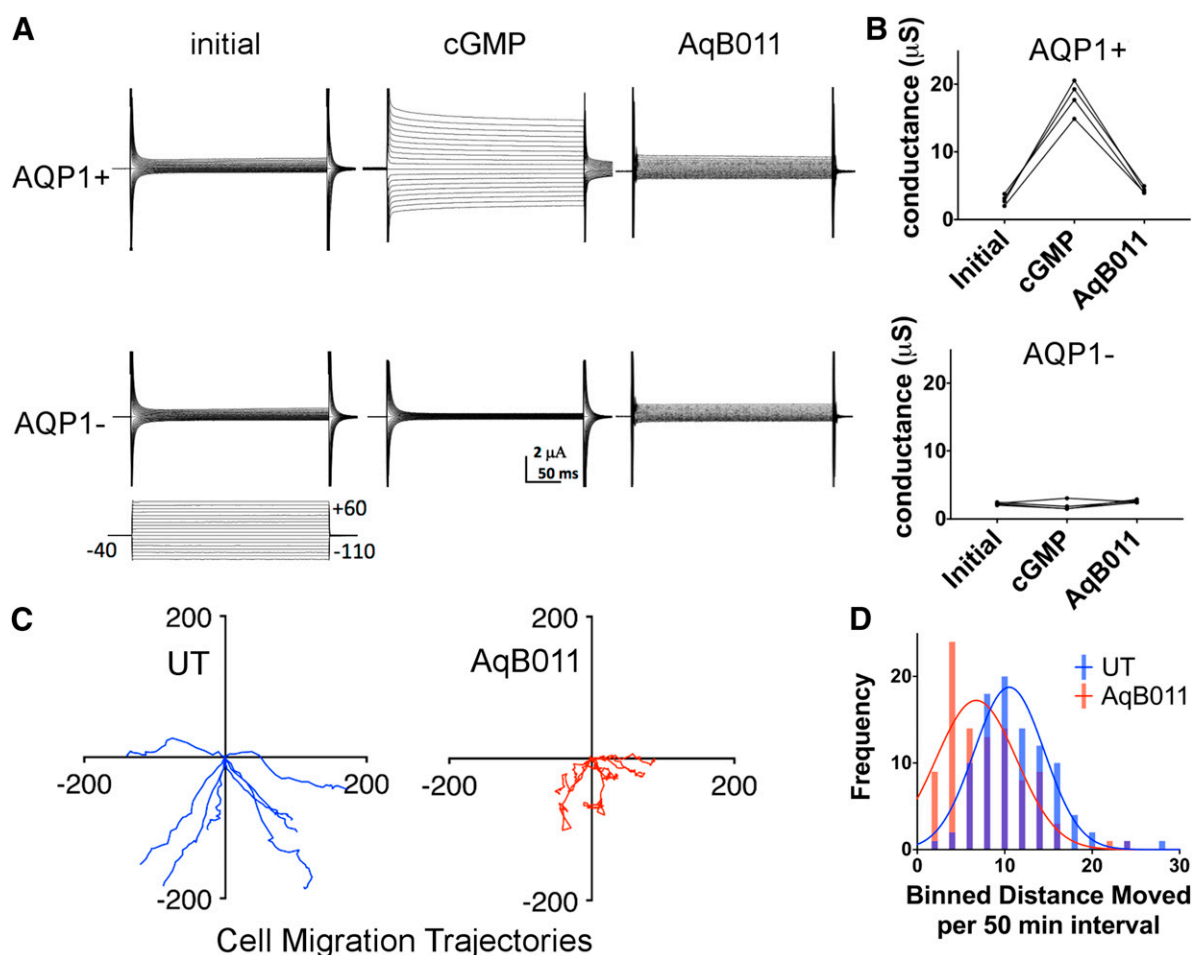 A
initial
cGMP
AqB011
AQP1+
AQP1-
2 µA
50 ms
+60
-40
-110
B
AQP1+
conductance (µS)
20
10
0
Initial
cGMP
AqB011
AQP1-
conductance (µS)
20
10
0
Initial
cGMP
AqB011
C
200
UT
-200
200
-200
200
AqB011
-200
200
-200
Cell Migration Trajectories
D
Frequency
20
10
0
UT
AqB011
0
10
20
30
Binned Distance Moved
per 50 min interval